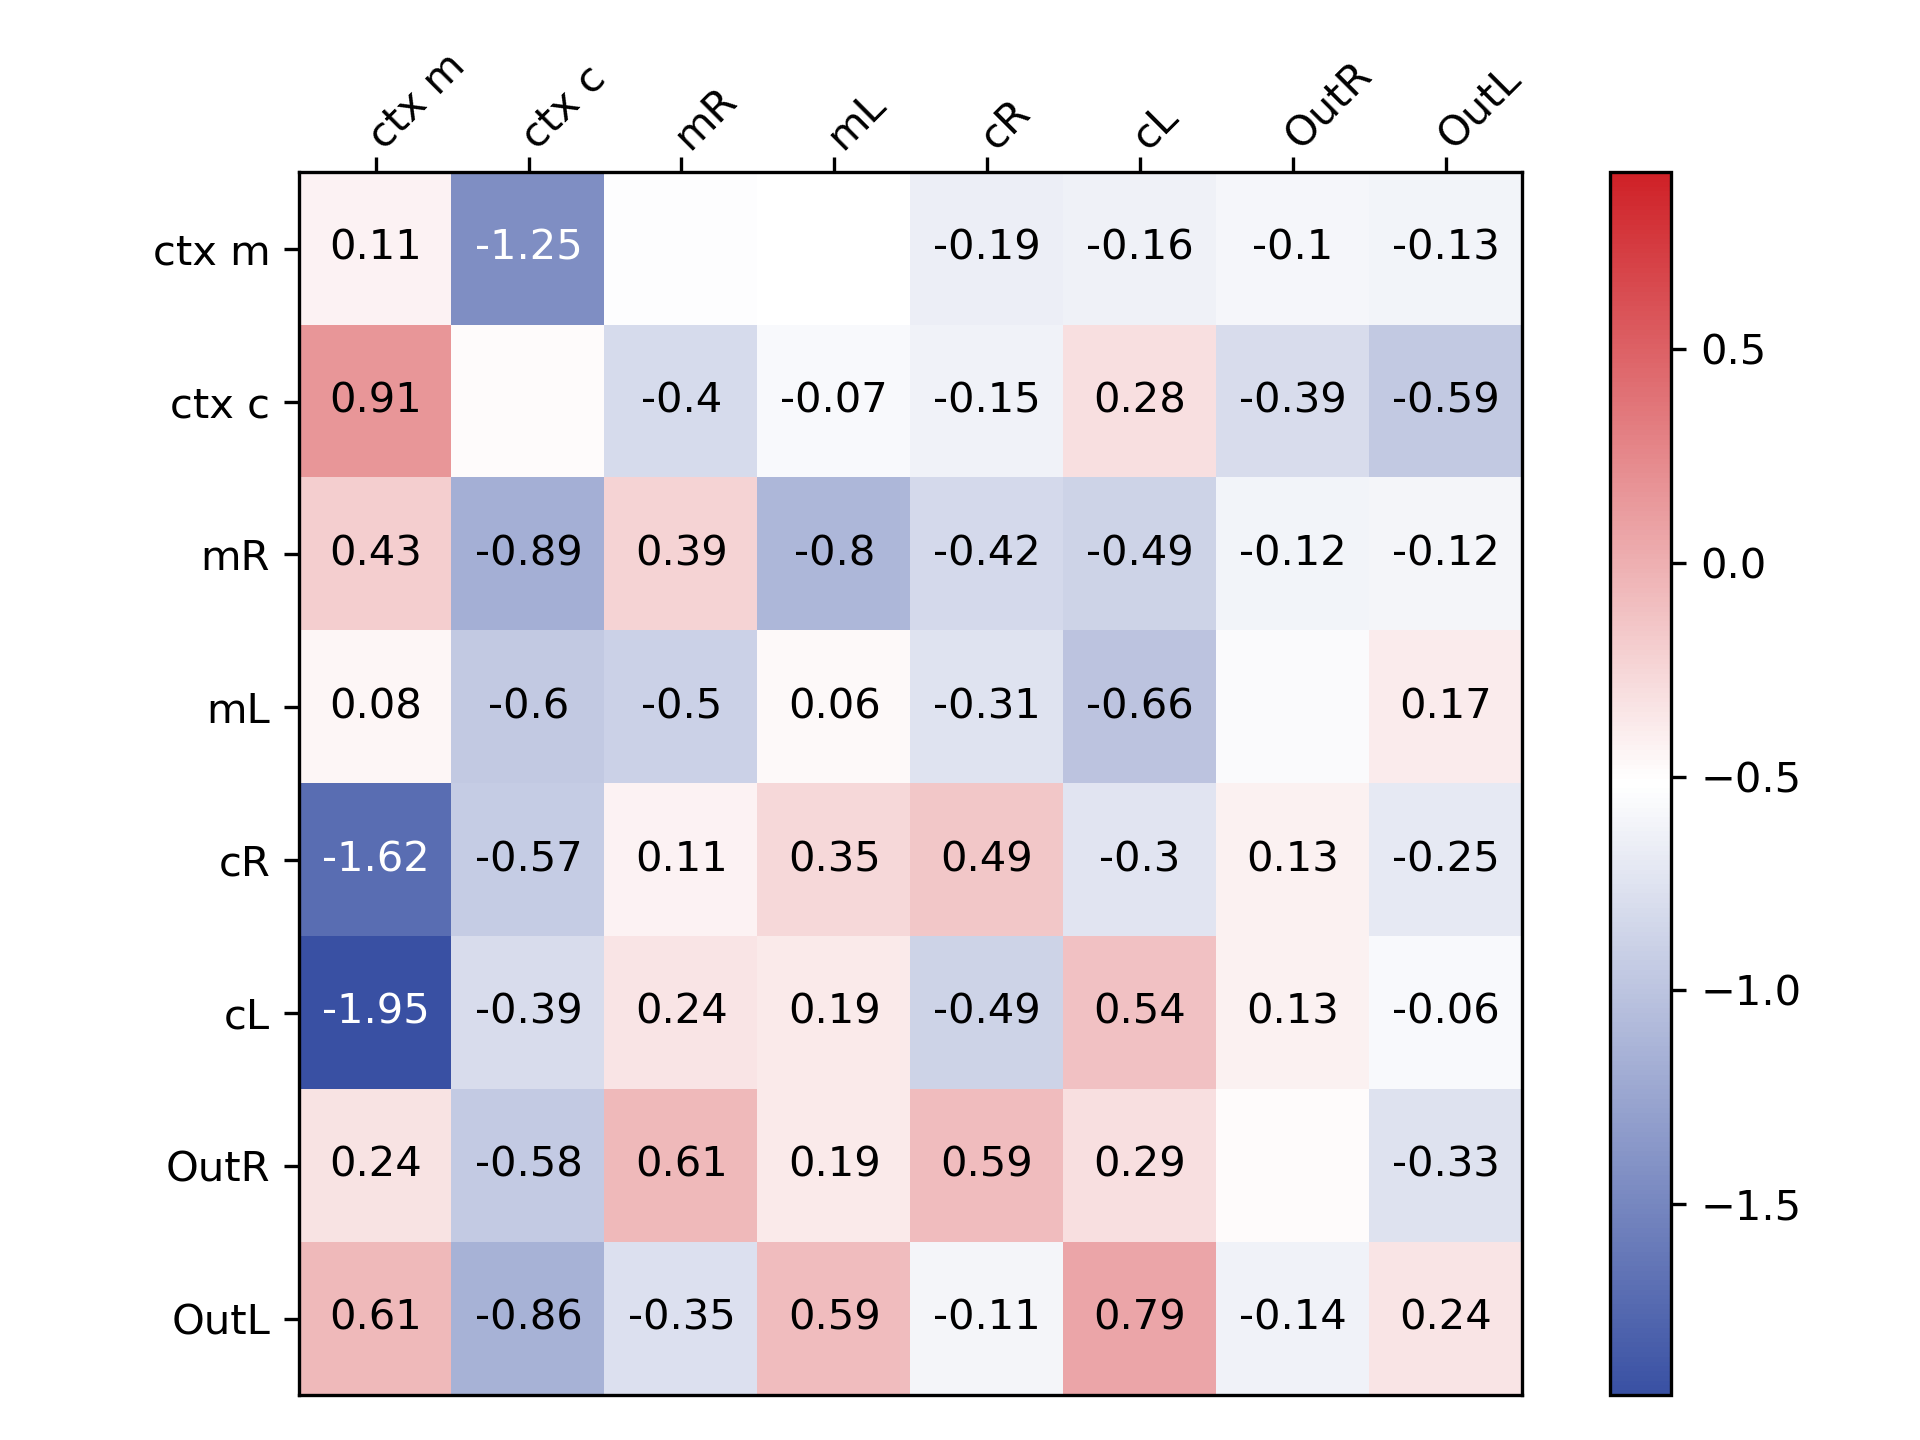 ctx m ctx c mR mL cR cL OutR OutL
ctx m 0.11 -1.25 -0.19 -0.16 -0.1 -0.13
ctx c 0.91 -0.4 -0.07 -0.15 0.28 -0.39 -0.59
0.5
mR 0.43 -0.89 0.39 -0.8 -0.42 -0.49 -0.12 -0.12
0.0
mL 0.08 -0.6 -0.5 0.06 -0.31 -0.66 0.17
−0.5
cR -1.62 -0.57 0.11 0.35 0.49 -0.3 0.13 -0.25
−1.0
cL -1.95 -0.39 0.24 0.19 -0.49 0.54 0.13 -0.06
OutR 0.24 -0.58 0.61 0.19 0.59 0.29 -0.33
−1.5
OutL 0.61 -0.86 -0.35 0.59 -0.11 0.79 -0.14 0.24